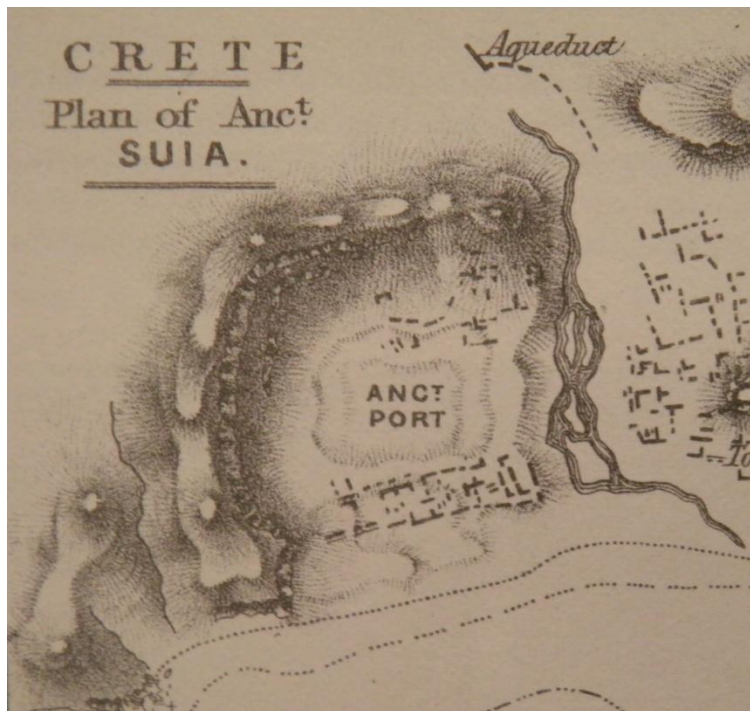 CRETE
Plan of Anct.
SUIA.
Aqueduct
ANCT.
PORT